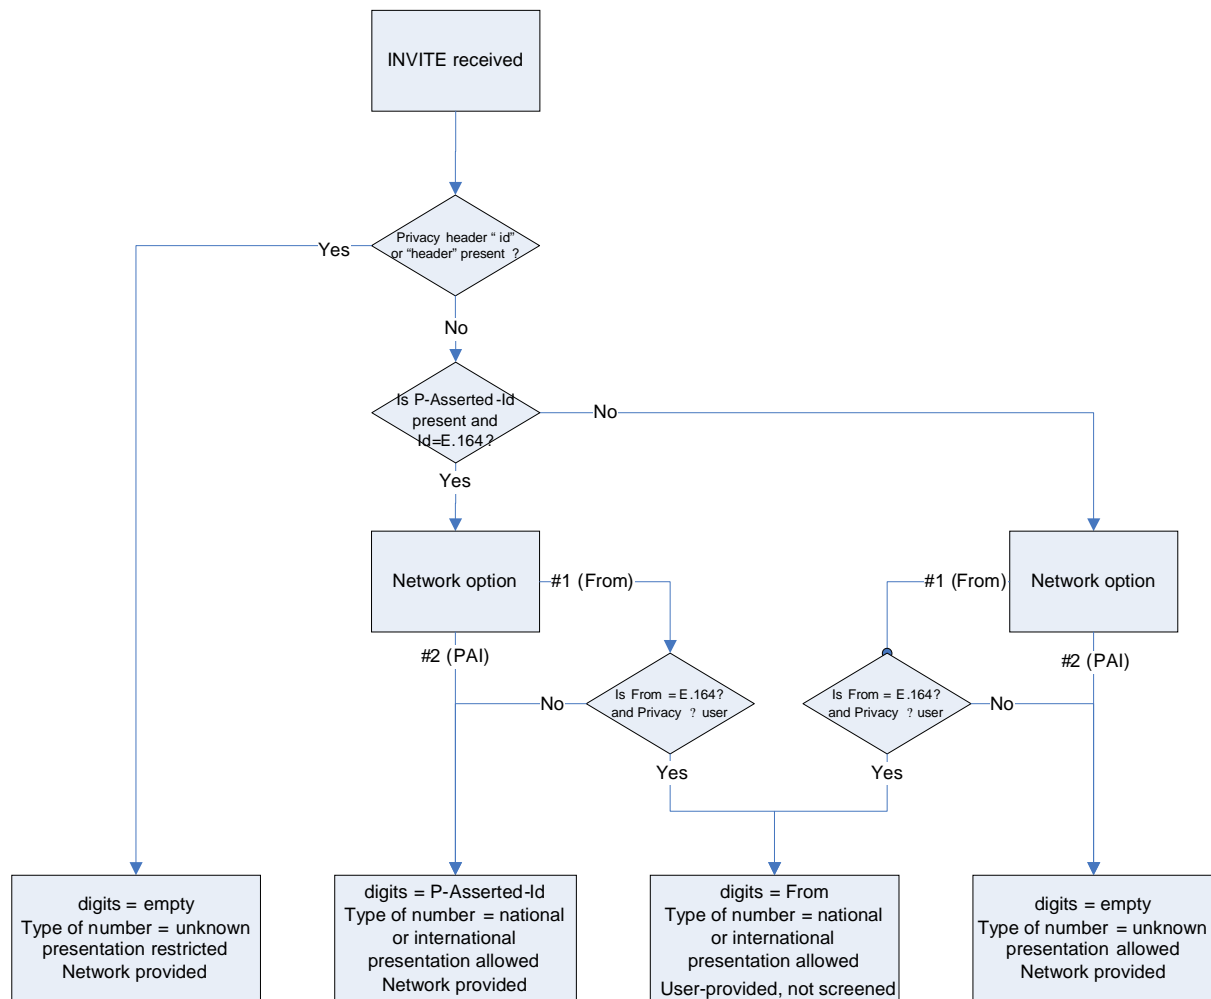 INVITE received
Privacy header “ id”
or “header” present ?
Yes
No
Is P-Asserted-Id
present and
Id=E.164?
No
Yes
Network option
#1 (From)
#1 (From)
Network option
#2 (PAI)
#2 (PAI)
Is From = E.164?
and Privacy ? user
Is From = E.164?
and Privacy ? user
No
No
Yes
Yes
digits = empty
Type of number = unknown
presentation restricted
Network provided
digits = P-Asserted-Id
Type of number = national
or international
presentation allowed
Network provided
digits = From
Type of number = national
or international
presentation allowed
User-provided, not screened
digits = empty
Type of number = unknown
presentation allowed
Network provided